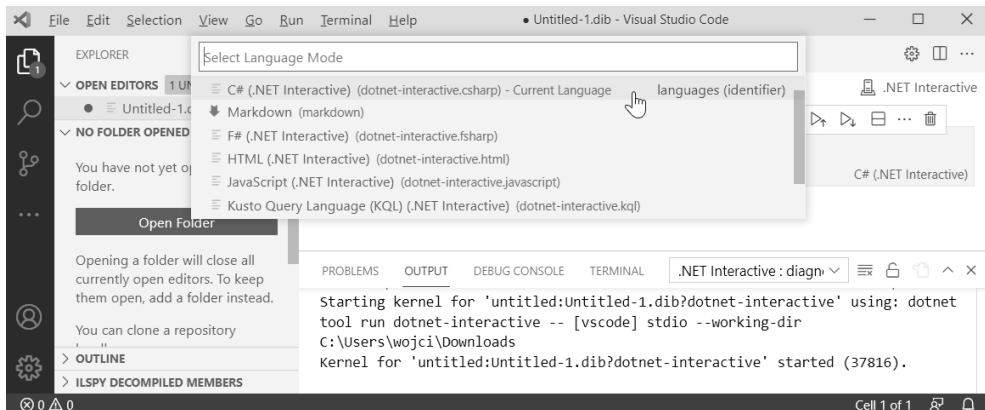 File Edit Selection View Go Run Terminal Help
● Untitled-1.dib - Visual Studio Code
EXPLORER
Select Language Mode
1
OPEN EDITORS
C# (.NET Interactive) (dotnet-interactive.csharp) - Current Language languages (identifier)
.NET Interactive
Markdown (markdown)
NO FOLDER OPENED
F# (.NET Interactive) (dotnet-interactive.fsharp)
HTML (.NET Interactive) (dotnet-interactive.html)
You have not yet
folder.
JavaScript (.NET Interactive) (dotnet-interactive.javascript)
C# (.NET Interactive)
Kusto Query Language (KQL) (.NET Interactive) (dotnet-interactive.kql)
Open Folder
Opening a folder will close all
currently open editors. To keep
them open, add a folder instead.
You can clone a repository
PROBLEMS OUTPUT DEBUG CONSOLE TERMINAL .NET Interactive : diagn
Starting kernel for 'untitled:Untitled-1.dib?dotnet-interactive' using: dotnet
tool run dotnet-interactive -- [vscode] stdio --working-dir
C:\Users\wojci\Downloads
Kernel for 'untitled:Untitled-1.dib?dotnet-interactive' started (37816).
OUTLINE
ILSPY DECOMPILED MEMBERS
0 0
Cell 1 of 1